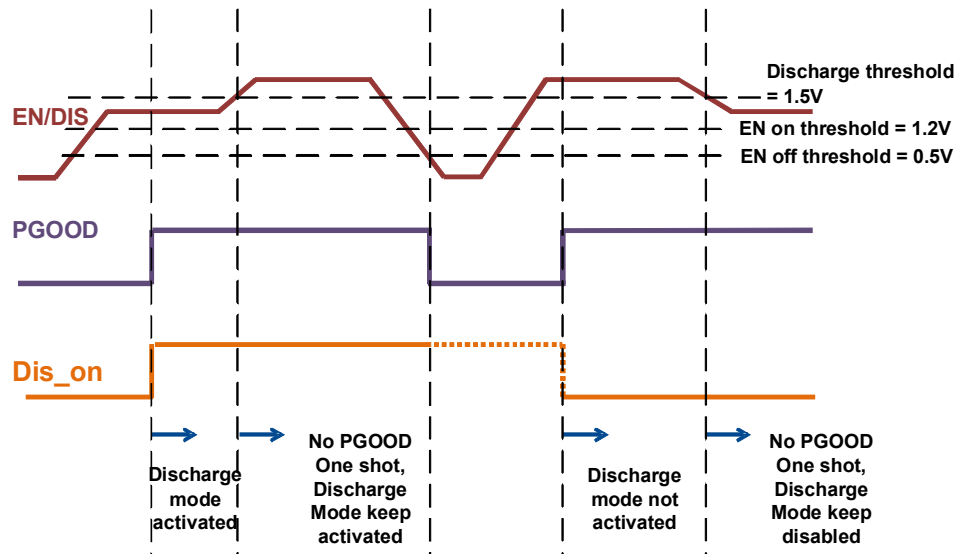 Discharge threshold
= 1.5V
EN/DIS
EN on threshold = 1.2V
EN off threshold = 0.5V
PGOOD
Dis_on
Discharge
mode
activated
No PGOOD
One shot,
Discharge
Mode keep
activated
Discharge
mode not
activated
No PGOOD
One shot,
Discharge
Mode keep
disabled